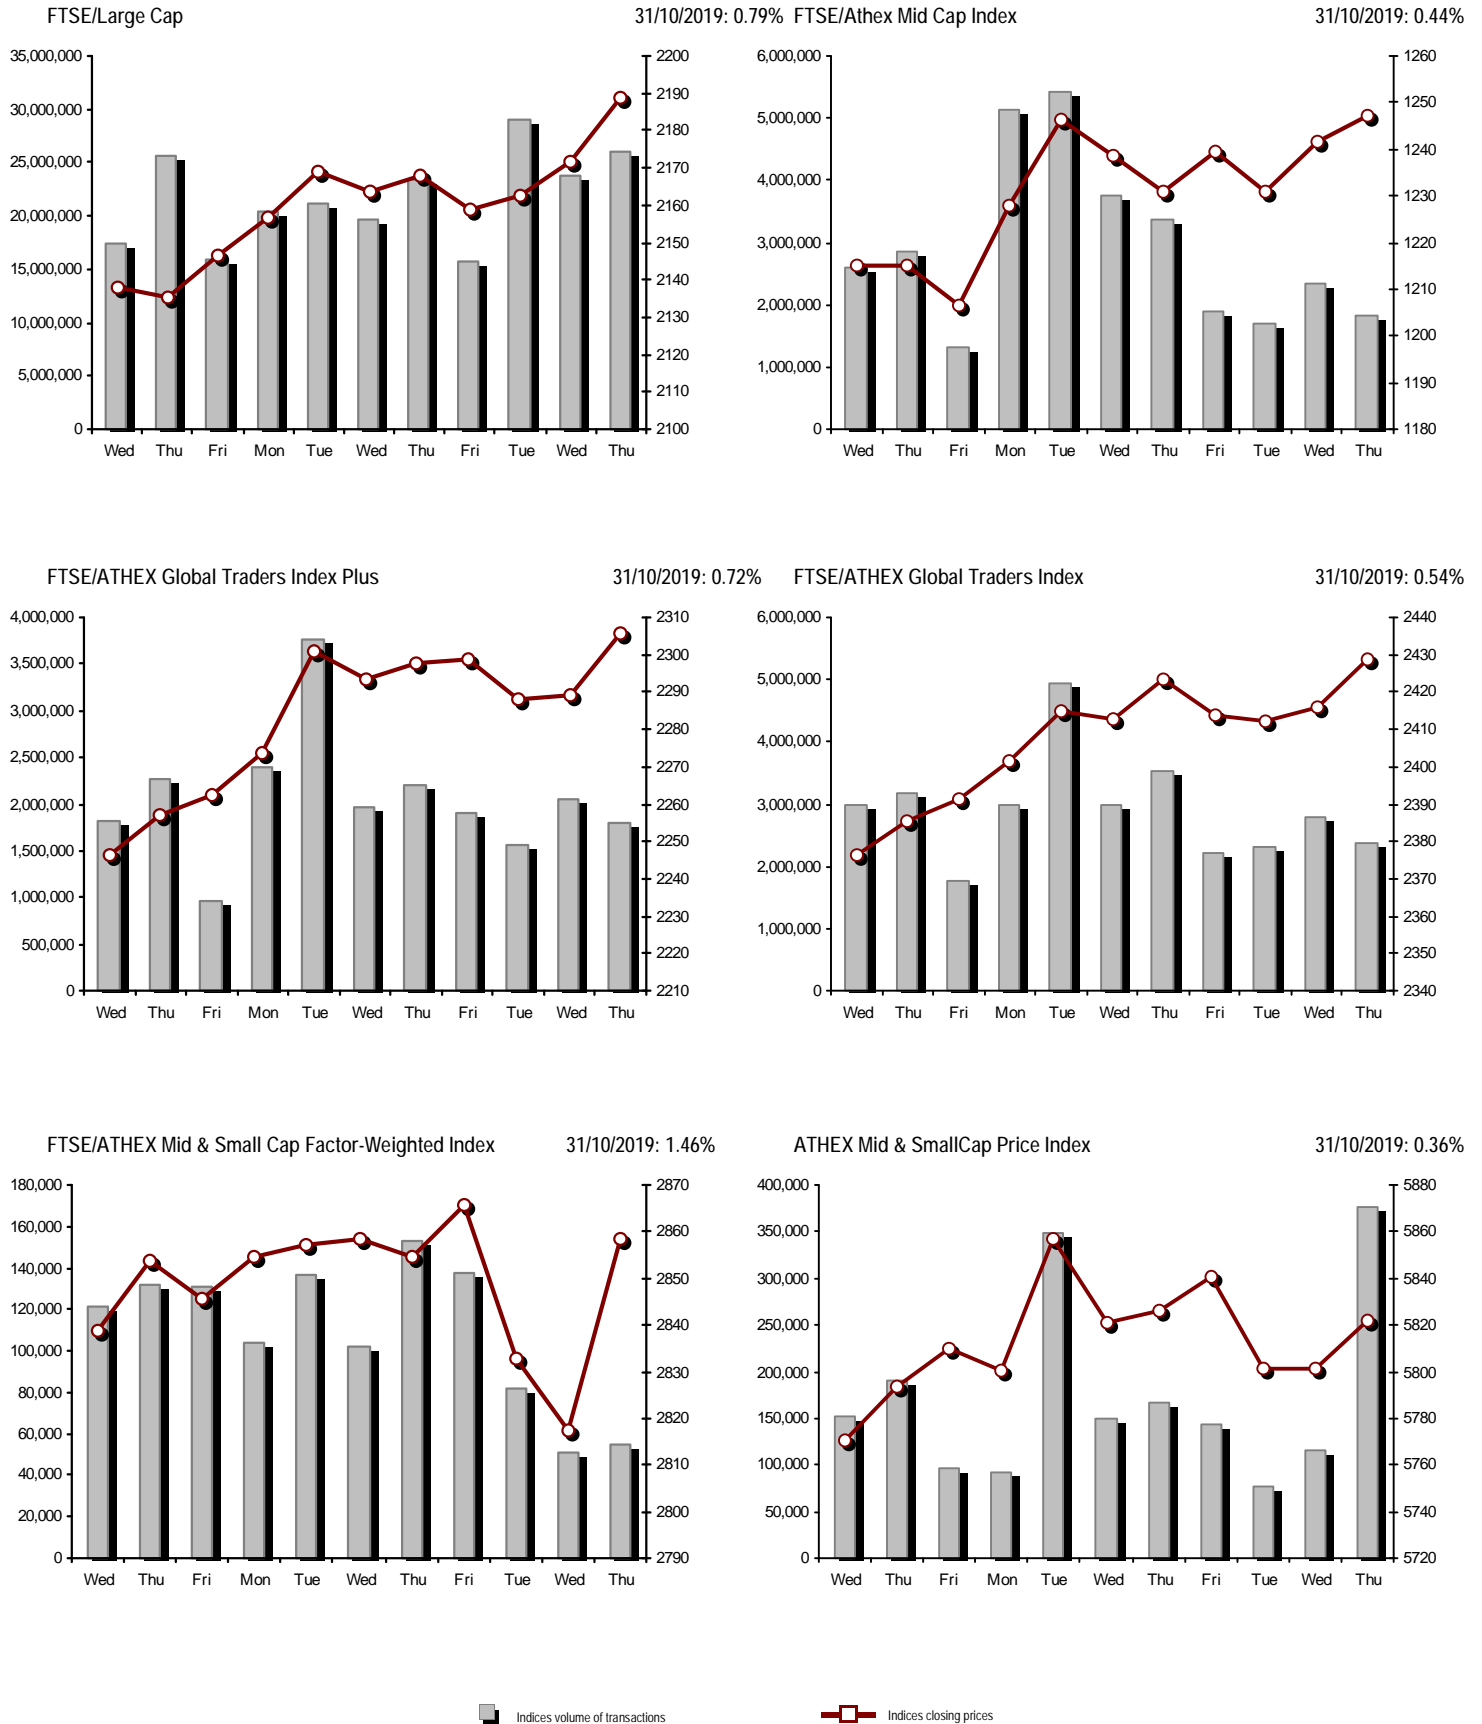 FTSE/Large Cap 31/10/2019: 0.79% FTSE/Athex Mid Cap Index 31/10/2019: 0.44%
35,000,000 2200 6,000,000 1260
30,000,000 2190 5,000,000 1250
25,000,000 2180 4,000,000 1240
20,000,000 2170 3,000,000 1230
15,000,000 2160 2,000,000 1220
10,000,000 2150 1,000,000 1210
5,000,000 2140 0 1200
0 2130 1190
2120 1180
2110
2100
Wed Thu Fri Mon Tue Wed Thu Fri Tue Wed Thu Wed Thu Fri Mon Tue Wed Thu Fri Tue Wed Thu
FTSE/ATHEX Global Traders Index Plus 31/10/2019: 0.72% FTSE/ATHEX Global Traders Index 31/10/2019: 0.54%
4,000,000 2310 6,000,000 2440
3,500,000 2300 5,000,000 2430
3,000,000 2290 4,000,000 2420
2,500,000 2280 3,000,000 2410
2,000,000 2270 2,000,000 2400
1,500,000 2260 1,000,000 2390
1,000,000 2250 0 2380
500,000 2240 2370
0 2230 2360
2220 2350
2210 2340
Wed Thu Fri Mon Tue Wed Thu Fri Tue Wed Thu Wed Thu Fri Mon Tue Wed Thu Fri Tue Wed Thu
FTSE/ATHEX Mid & Small Cap Factor-Weighted Index 31/10/2019: 1.46% ATHEX Mid & SmallCap Price Index 31/10/2019: 0.36%
180,000 2870 400,000 5880
160,000 2860 350,000 5860
140,000 2850 300,000 5840
120,000 2840 250,000 5820
100,000 2830 200,000 5800
80,000 2820 150,000 5780
60,000 2810 100,000 5760
40,000 2800 50,000 5740
20,000 2790 0 5720
0
Wed Thu Fri Mon Tue Wed Thu Fri Tue Wed Thu Wed Thu Fri Mon Tue Wed Thu Fri Tue Wed Thu
Indices volume of transactions Indices closing prices